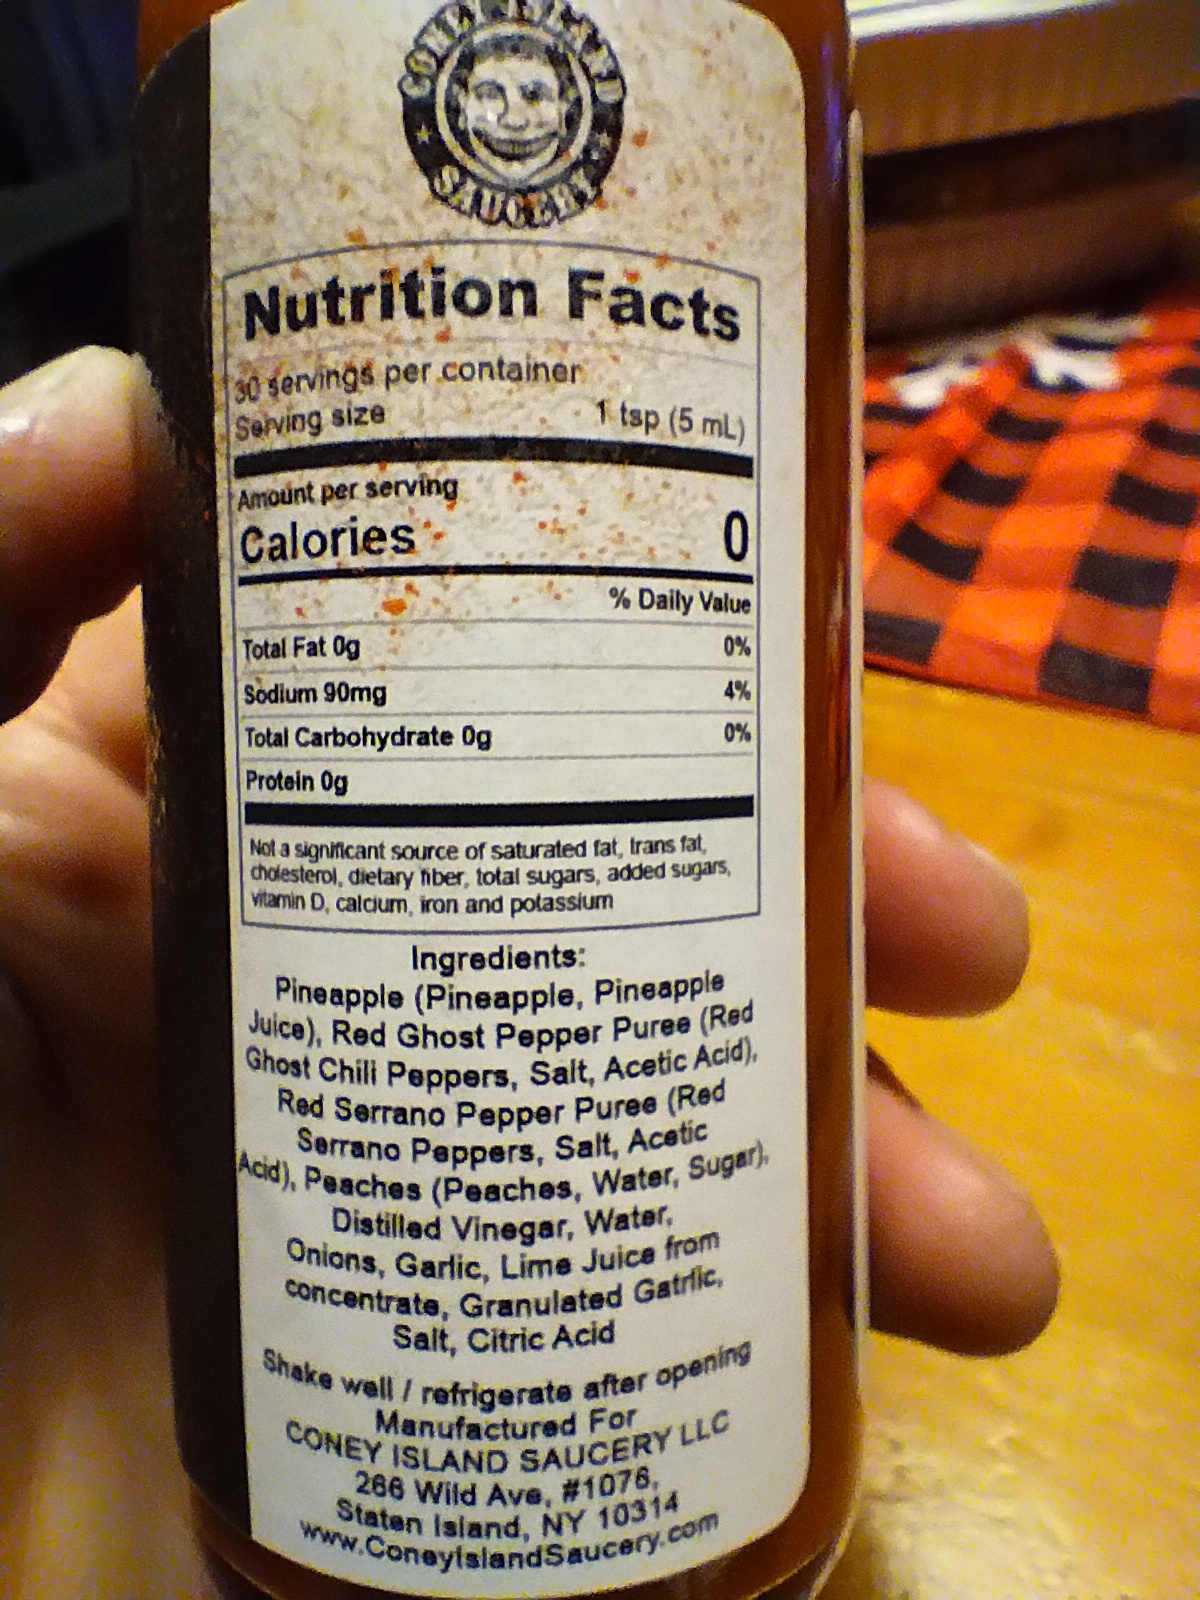 CONEY ISLAND
SAUCERY
Nutrition Facts
30 servings per container
Serving size 1 tsp (5 mL)
Amount per serving
Calories 0
% Daily Value
Total Fat 0g 0%
Sodium 90mg 4%
Total Carbohydrate 0g 0%
Protein 0g
Not a significant source of saturated fat, trans fat,
cholesterol, dietary fiber, total sugars, added sugars,
vitamin D, calcium, iron and potassium
Ingredients:
Pineapple (Pineapple, Pineapple
Juice), Red Ghost Pepper Puree (Red
Ghost Chili Peppers, Salt, Acetic Acid),
Red Serrano Pepper Puree (Red
Serrano Peppers, Salt, Acetic
Acid), Peaches (Peaches, Water, Sugar),
Distilled Vinegar, Water,
Onions, Garlic, Lime Juice from
concentrate, Granulated Gatrlic,
Salt, Citric Acid
Shake well / refrigerate after opening
Manufactured For
CONEY ISLAND SAUCERY LLC
266 Wild Ave, #1076,
Staten Island, NY 10314
www.ConeyIslandSaucery.com